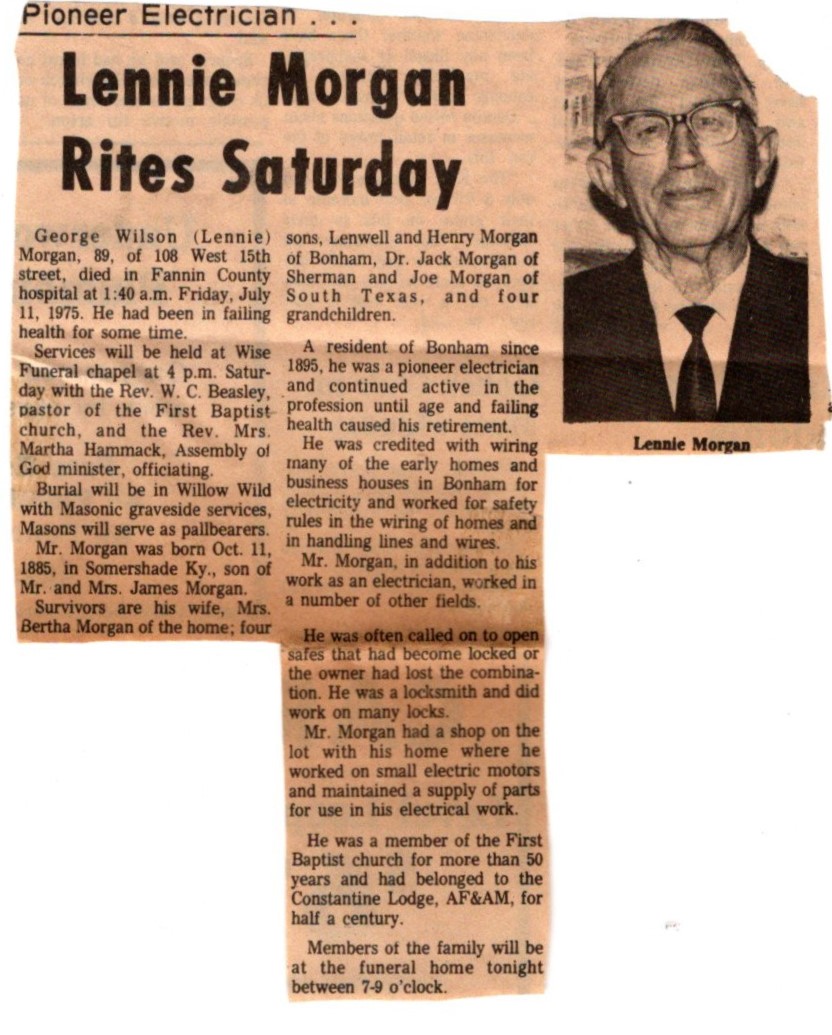 Pioneer Electrician . . .
Lennie Morgan
Rites Saturday
George Wilson (Lennie)
Morgan, 89, of 108 West 15th
street, died in Fannin County
hospital at 1:40 a.m. Friday, July
11, 1975. He had been in failing
health for some time.
Services will be held at Wise
Funeral chapel at 4 p.m. Satur-
day with the Rev. W. C. Beasley,
pastor of the First Baptist
church, and the Rev. Mrs.
Martha Hammack, Assembly of
God minister, officiating.
Burial will be in Willow Wild
with Masonic graveside services,
Masons will serve as pallbearers.
Mr. Morgan was born Oct. 11,
1885, in Somershade Ky., son of
Mr. and Mrs. James Morgan.
Survivors are his wife, Mrs.
Bertha Morgan of the home; four
sons, Lenwell and Henry Morgan
of Bonham, Dr. Jack Morgan of
Sherman and Joe Morgan of
South Texas, and four
grandchildren.
A resident of Bonham since
1895, he was a pioneer electrician
and continued active in the
profession until age and failing
health caused his retirement.
He was credited with wiring
many of the early homes and
business houses in Bonham for
electricity and worked for safety
rules in the wiring of homes and
in handling lines and wires.
Mr. Morgan, in addition to his
work as an electrician, worked in
a number of other fields.
He was often called on to open
safes that had become locked or
the owner had lost the combina-
tion. He was a locksmith and did
work on many locks.
Mr. Morgan had a shop on the
lot with his home where he
worked on small electric motors
and maintained a supply of parts
for use in his electrical work.
He was a member of the First
Baptist church for more than 50
years and had belonged to the
Constantine Lodge, AF&AM, for
half a century.
Members of the family will be
at the funeral home tonight
between 7-9 o'clock.
Lennie Morgan